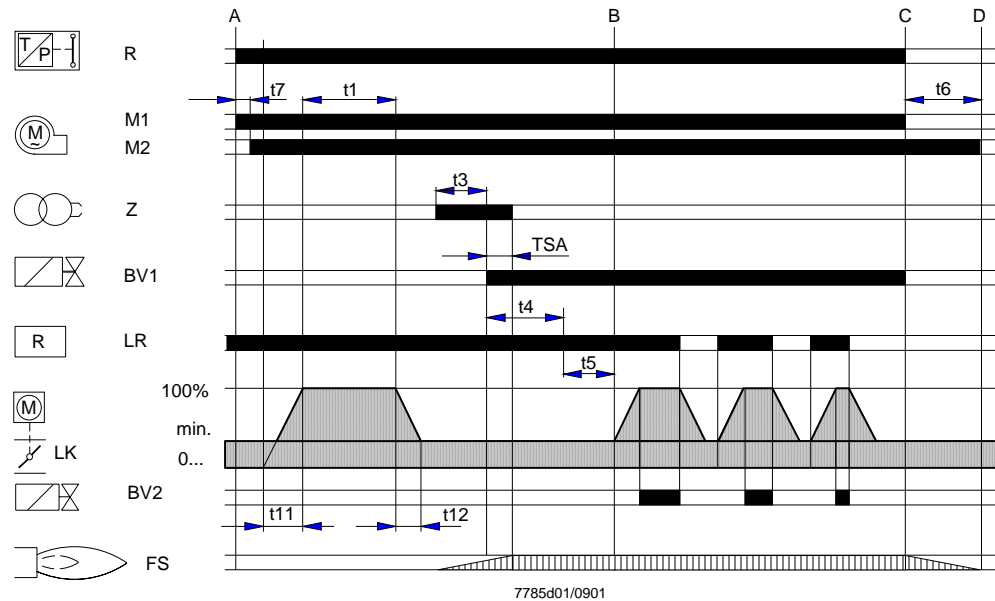 A B C D
T P R
t7 t1 t6
M ~ M1
M2
t3
Z
TSA
BV1
t4
R LR
t5
100%
M
min.
LK
0...
BV2
t11 t12
FS
7785d01/0901